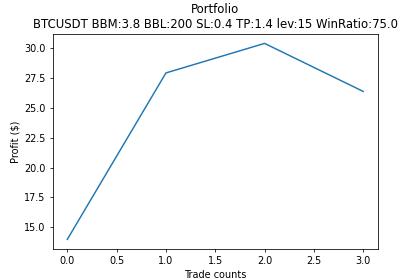 Portfolio
BTCUSDT BBM:3.8 BBL:200 SL:0.4 TP:1.4 lev:15 WinRatio:75.0
30.0
27.5
25.0
22.5
20.0
17.5
15.0
Profit ($)
0.0 0.5 1.0 1.5 2.0 2.5 3.0
Trade counts